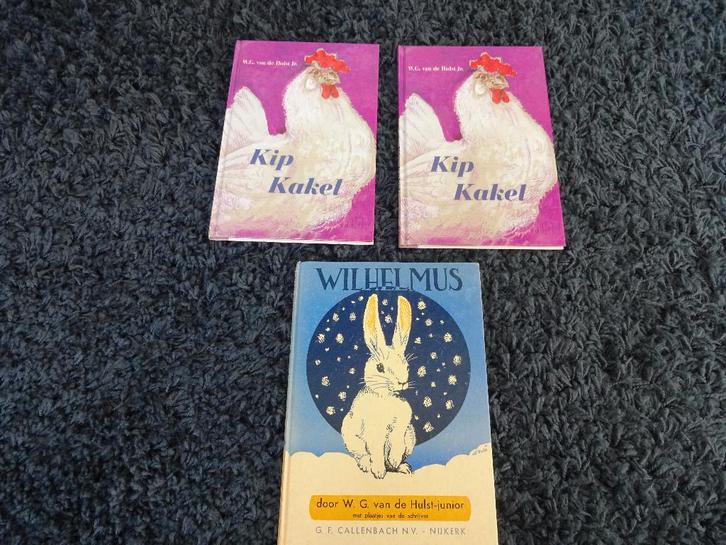 W.G. van de Hulst Jr.
Kip
Kakel
W.G. van de Hulst Jr.
Kip
Kakel
WILHELMUS
door W. G. van de Hulst-junior
met plaatjes van de schrijver
G. F. CALLENBACH N.V. - NIJKERK